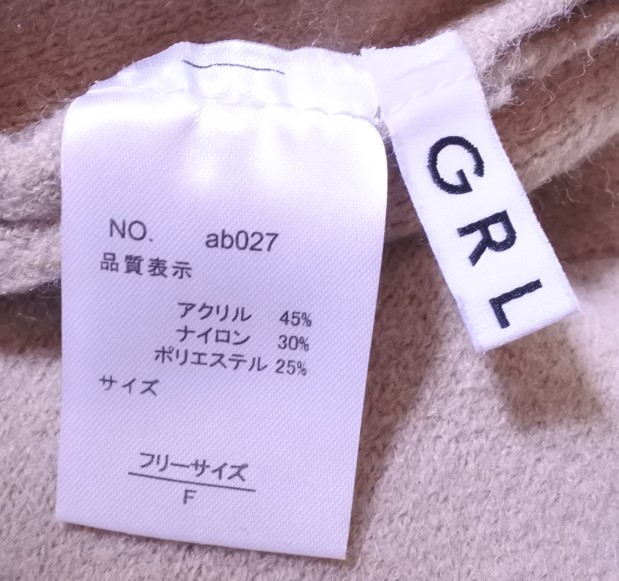 NO. ab027
品質表示
アクリル 45%
ナイロン 30%
ポリエステル 25%
サイズ
フリーサイズ
F
GRL